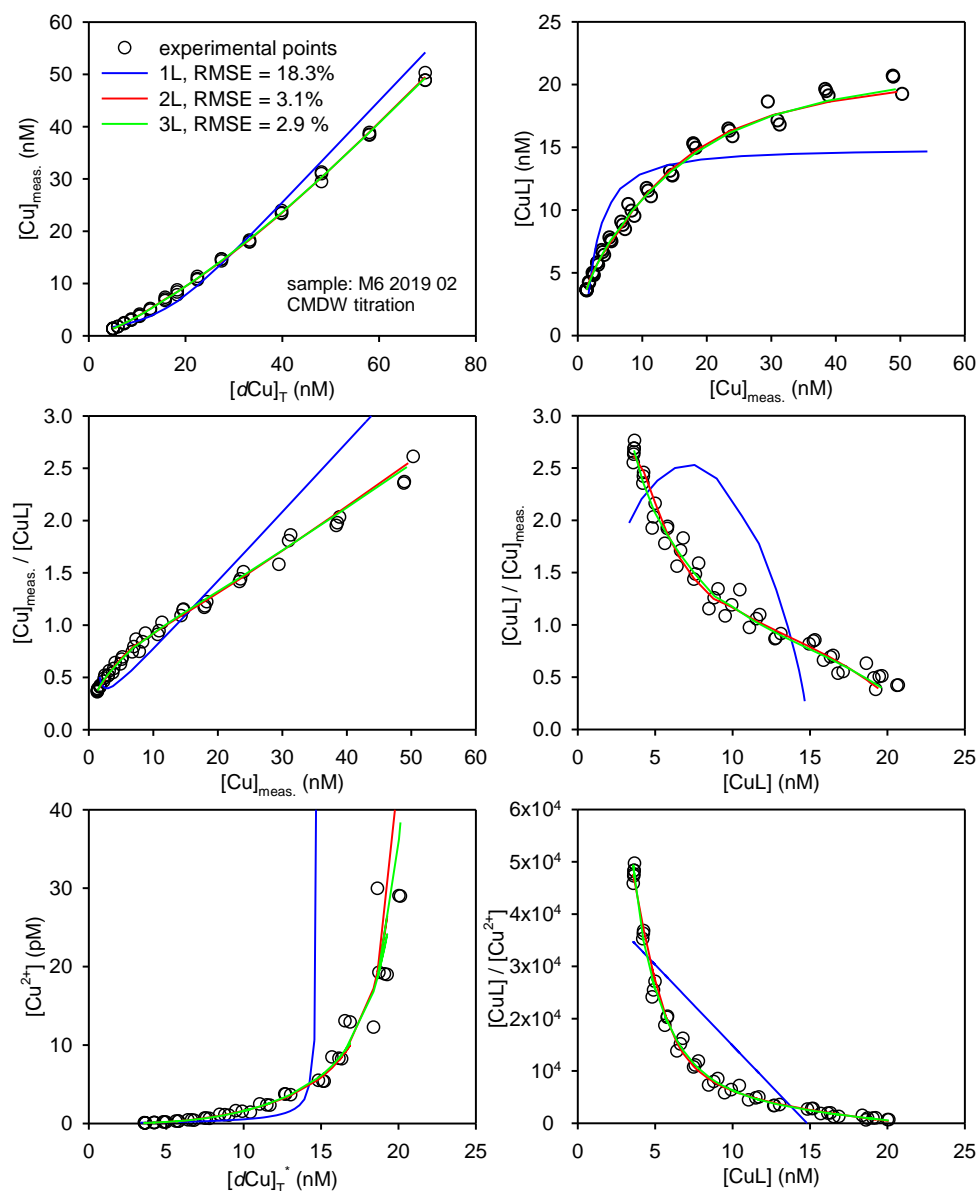 60
50
40
30
20
10
0
[Cu]meas. (nM)
experimental points
1L, RMSE = 18.3%
2L, RMSE = 3.1%
3L, RMSE = 2.9 %
sample: M6 2019 02
CMDW titration
0 20 40 60 80
[dCu]T (nM)
25
20
15
10
5
0
[CuL] (nM)
0 10 20 30 40 50 60
[Cu]meas. (nM)
3.0
2.5
2.0
1.5
1.0
0.5
0.0
[Cu]meas. / [CuL]
0 10 20 30 40 50 60
[Cu]meas. (nM)
3.0
2.5
2.0
1.5
1.0
0.5
0.0
[CuL] / [Cu]meas.
0 5 10 15 20 25
[CuL] (nM)
40
30
20
10
0
[Cu²⁺] (pM)
0 5 10 15 20 25
[dCu]T* (nM)
6x10⁴
5x10⁴
4x10⁴
3x10⁴
2x10⁴
1x10⁴
0
[CuL] / [Cu²⁺]
0 5 10 15 20 25
[CuL] (nM)